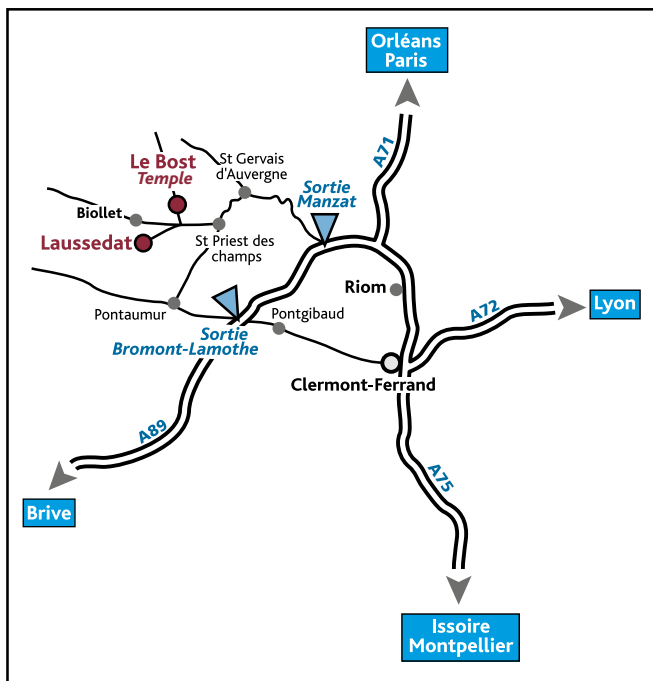 Orléans
Paris
A71
St Gervais
d'Auvergne
Le Bost
Temple
Sortie
Manzat
Biollet
Laussedat
St Priest des
champs
Riom
A72
Lyon
Pontaumur
Pontgibaud
Sortie
Bromont-Lamothe
Clermont-Ferrand
A89
A75
Brive
Issoire
Montpellier